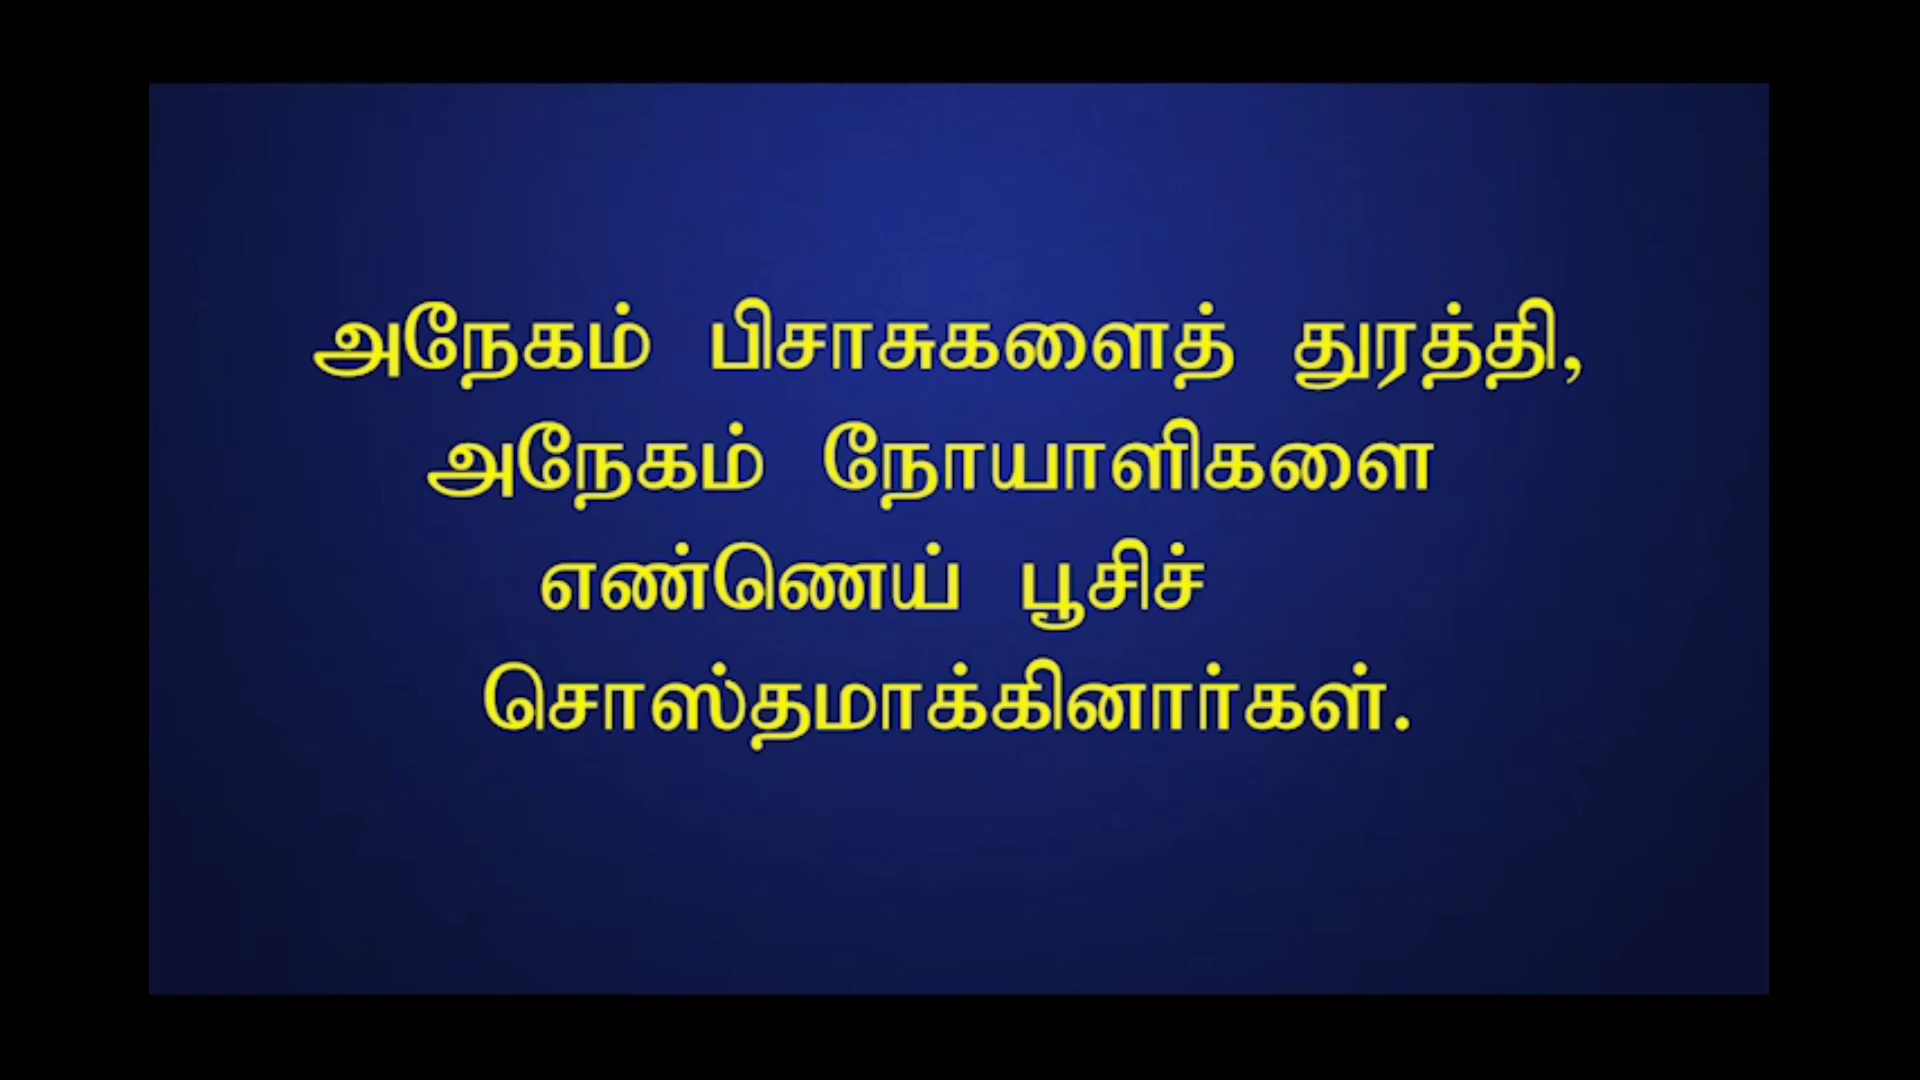 அநேகம் பிசாசுகளைத் துரத்தி,
அநேகம் நோயாளிகளை
எண்ணெய் பூசிச்
சொஸ்தமாக்கினார்கள்.